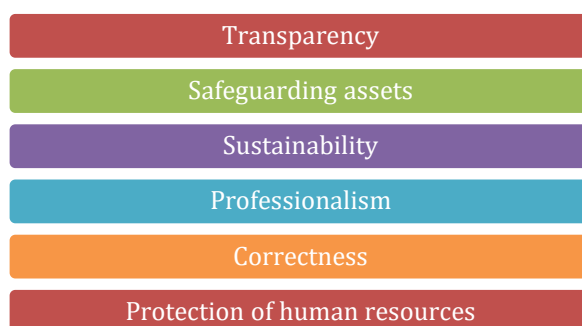 Transparency
Safeguarding assets
Sustainability
Professionalism
Correctness
Protection of human resources